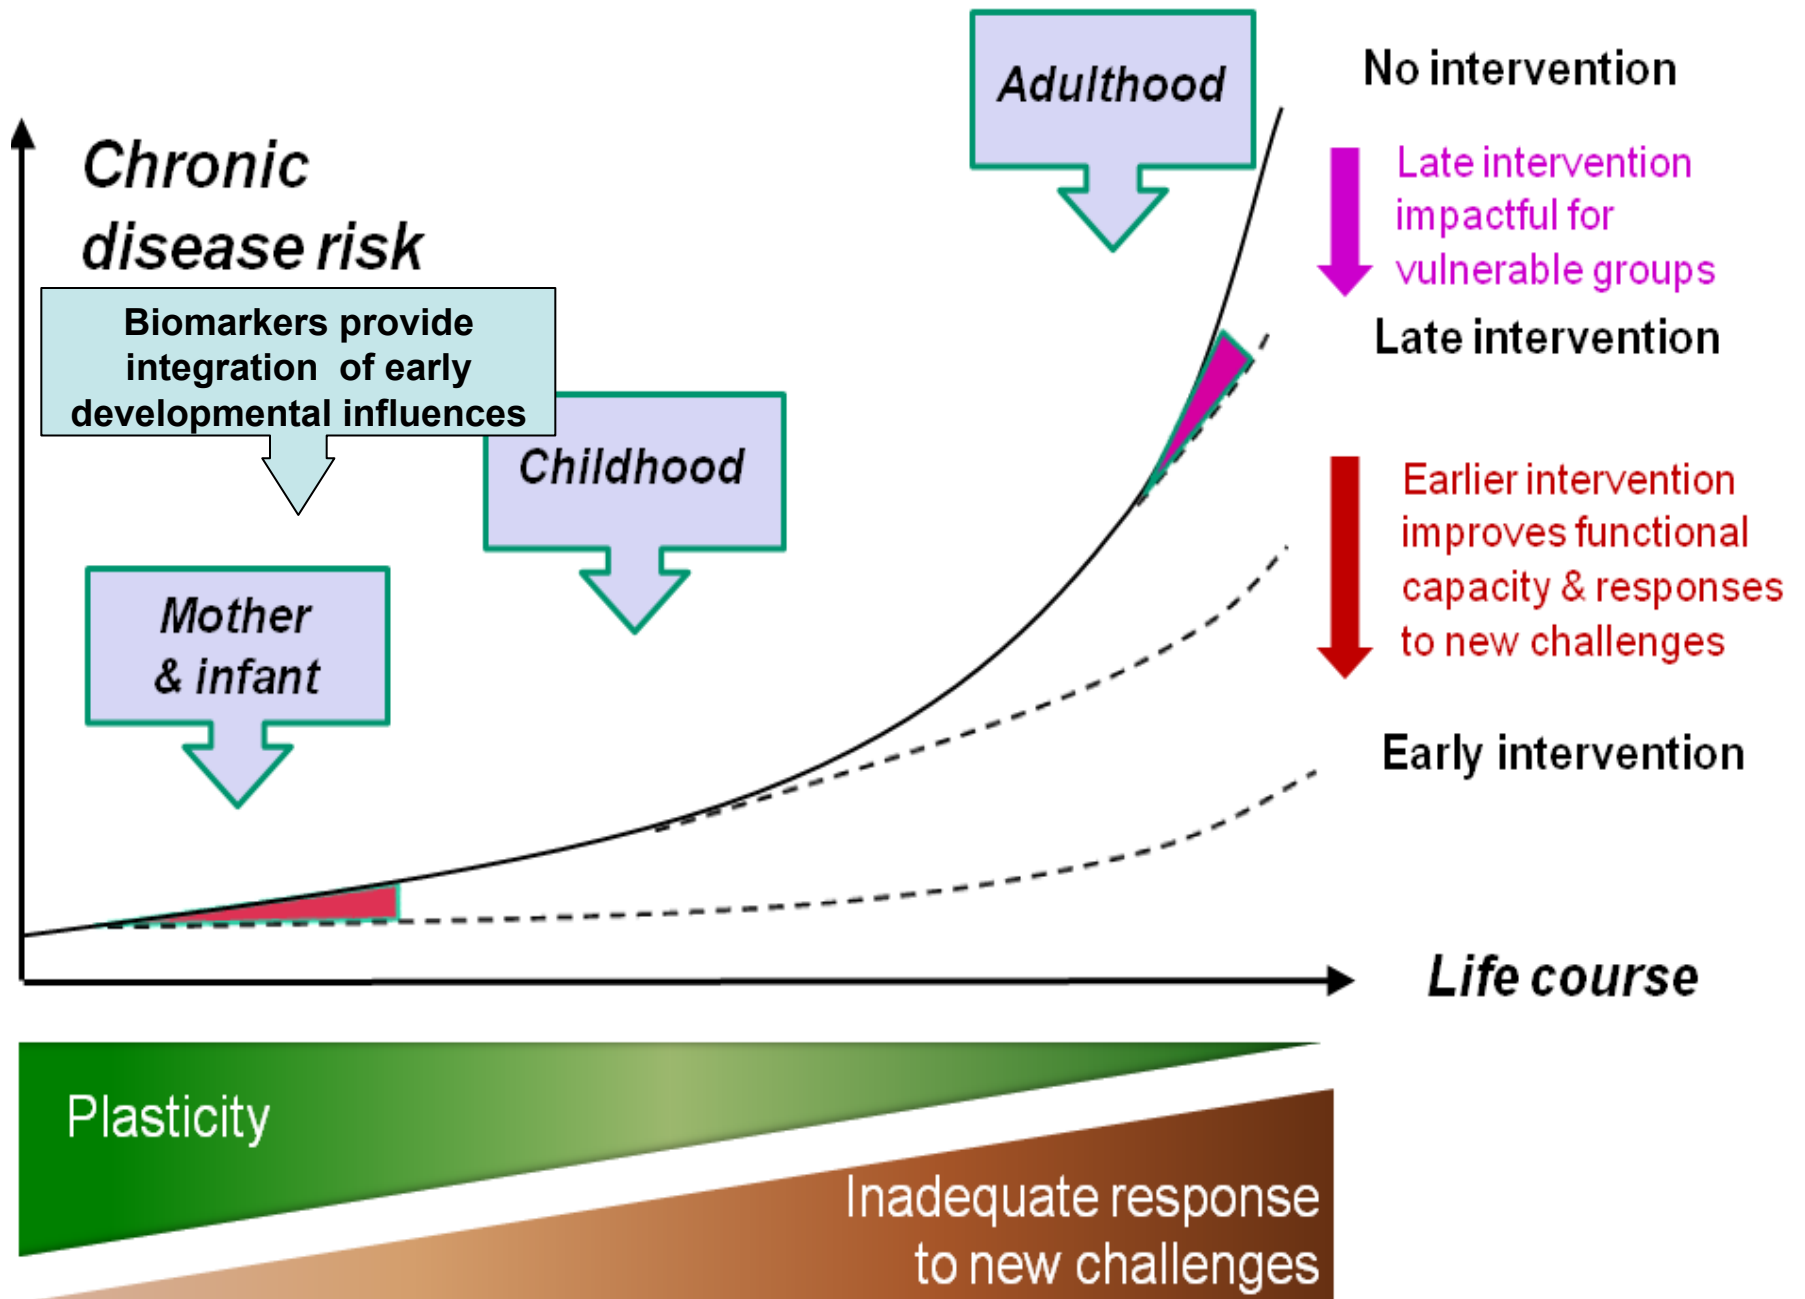 Chronic
disease risk
Biomarkers provide
integration of early
developmental influences
Mother
& infant
Childhood
Adulthood
No intervention
Late intervention
impactful for
vulnerable groups
Late intervention
Earlier intervention
improves functional
capacity & responses
to new challenges
Early intervention
Life course
Plasticity
Inadequate response
to new challenges